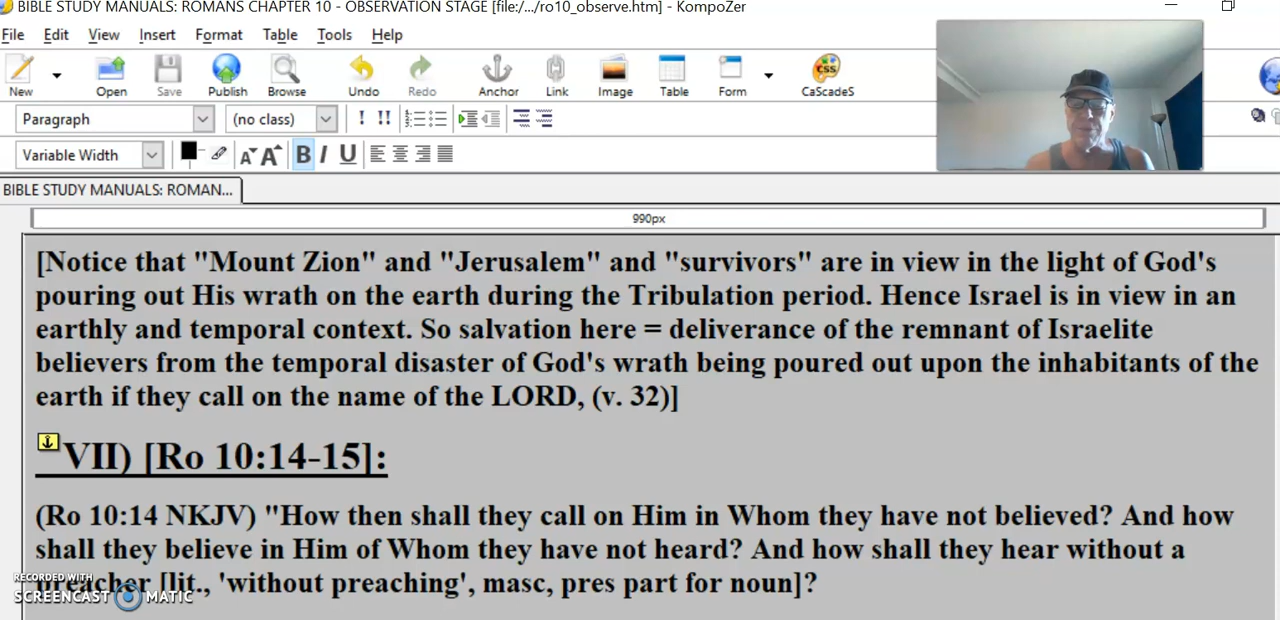 BIBLE STUDY MANUALS: ROMANS CHAPTER 10 - OBSERVATION STAGE [file:/.../ro10_observe.htm] - KompoZer
File Edit View Insert Format Table Tools Help
New Open Save Publish Browse Undo Redo Anchor Link Image Table Form CaScadeS
CSS
Paragraph (no class) ! !!
Variable Width A A B I U
BIBLE STUDY MANUALS: ROMAN...
990px
[Notice that "Mount Zion" and "Jerusalem" and "survivors" are in view in the light of God's
pouring out His wrath on the earth during the Tribulation period. Hence Israel is in view in an
earthly and temporal context. So salvation here = deliverance of the remnant of Israelite
believers from the temporal disaster of God's wrath being poured out upon the inhabitants of the
earth if they call on the name of the LORD, (v. 32)]
VII) [Ro 10:14-15]:
(Ro 10:14 NKJV) "How then shall they call on Him in Whom they have not believed? And how
shall they believe in Him of Whom they have not heard? And how shall they hear without a
preacher [lit., 'without preaching', masc, pres part for noun]?
RECORDED WITH
SCREENCAST MATIC